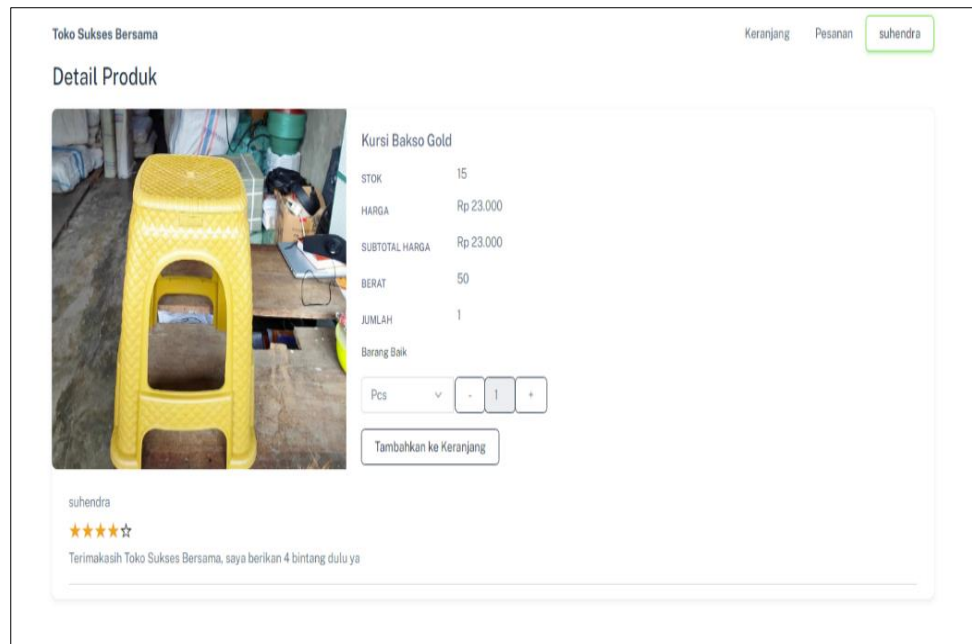 Toko Sukses Bersama Keranjang Pesanan suhendra
Detail Produk
Kursi Bakso Gold
STOK 15
HARGA Rp 23.000
SUBTOTAL HARGA Rp 23.000
BERAT 50
JUMLAH 1
Barang Baik
Pcs - 1 +
Tambahkan ke Keranjang
suhendra
Terimakasih Toko Sukses Bersama, saya berikan 4 bintang dulu ya